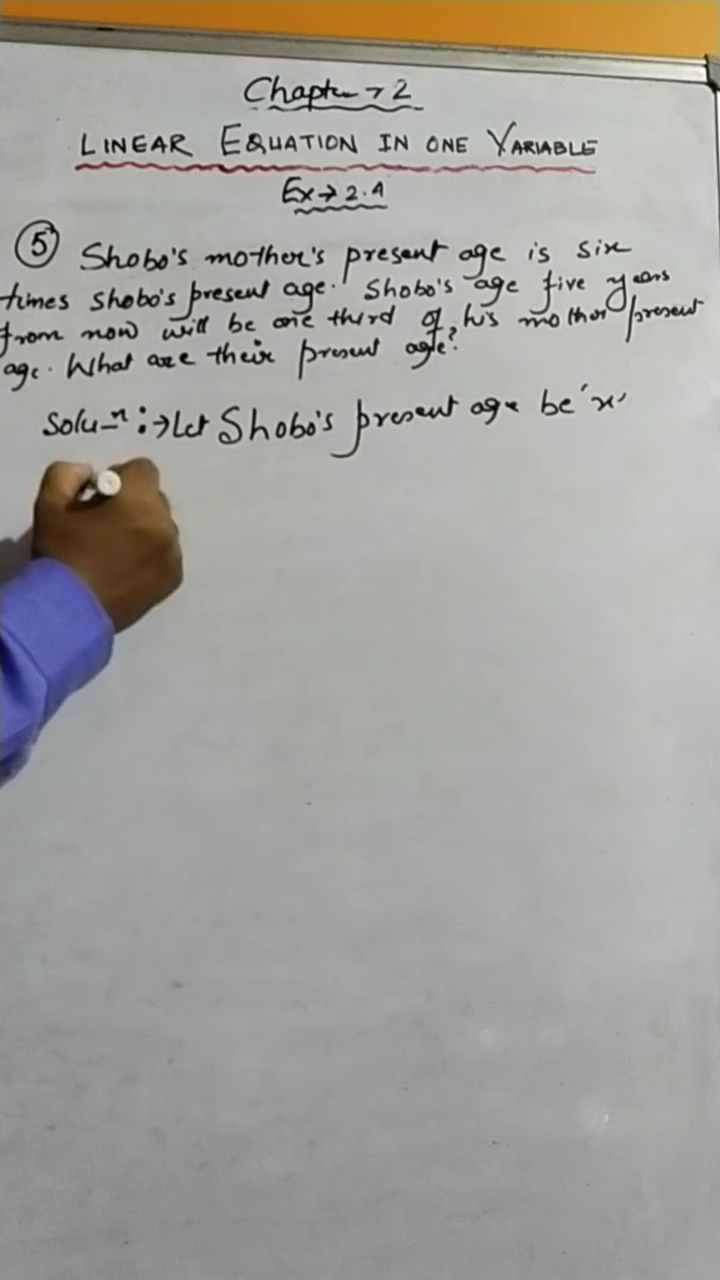 Chapter → 2
LINEAR EQUATION IN ONE VARIABLE
Ex → 2.4
⑤ Shobo's mother's present age is six
times Shobo's present age. Shobo's age five years
from now will be one third of his mother present
age. What are their present age?
Solu-n :→ Let Shobo's present age be 'x'